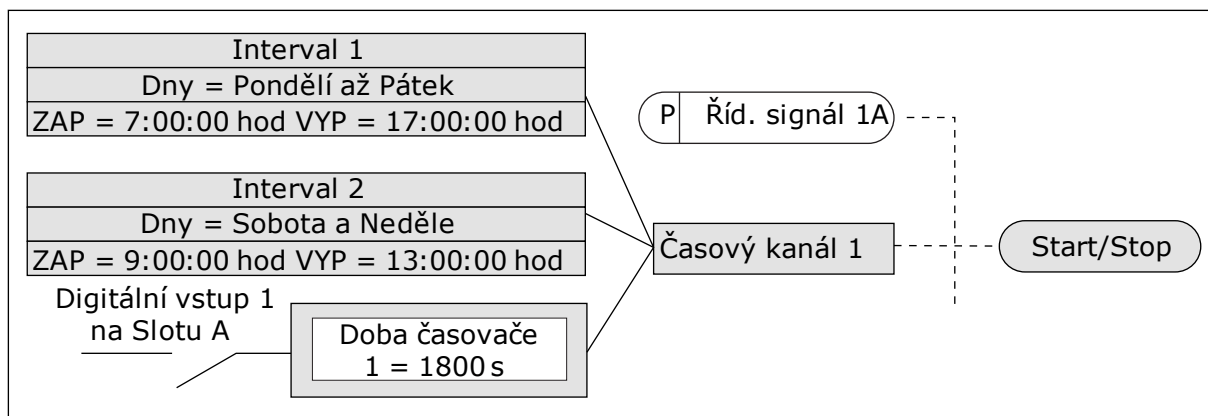 Interval 1
Dny = Pondělí až Pátek
ZAP = 7:00:00 hod VYP = 17:00:00 hod
P Říd. signál 1A
Interval 2
Dny = Sobota a Neděle
ZAP = 9:00:00 hod VYP = 13:00:00 hod
Časový kanál 1
Start/Stop
Digitální vstup 1
na Slotu A
Doba časovače
1 = 1800 s